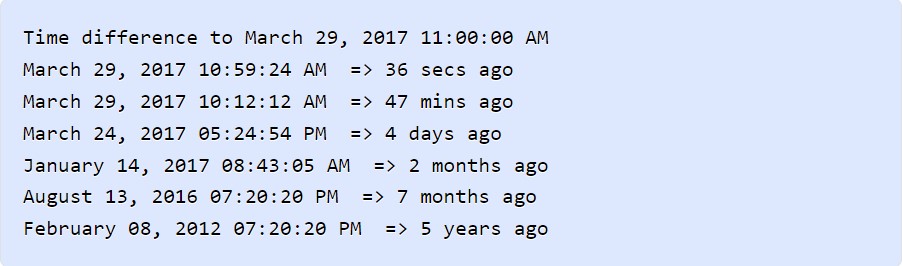 Time difference to March 29, 2017 11:00:00 AM
March 29, 2017 10:59:24 AM  => 36 secs ago
March 29, 2017 10:12:12 AM  => 47 mins ago
March 24, 2017 05:24:54 PM  => 4 days ago
January 14, 2017 08:43:05 AM  => 2 months ago
August 13, 2016 07:20:20 PM  => 7 months ago
February 08, 2012 07:20:20 PM  => 5 years ago